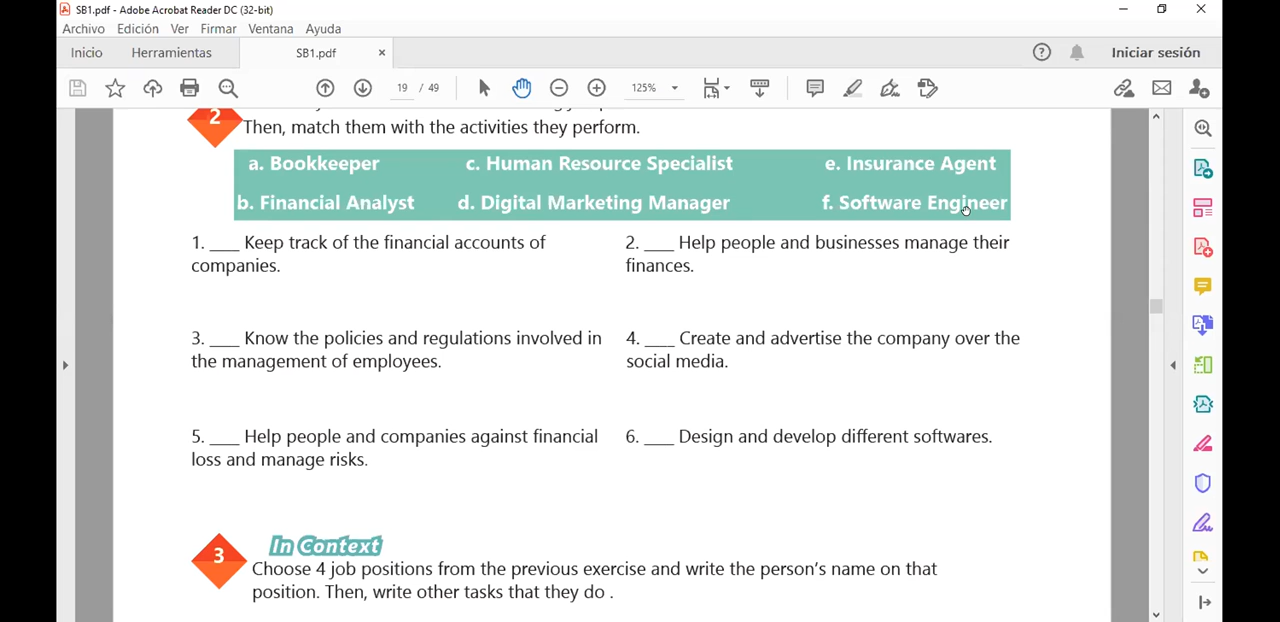 SB1.pdf - Adobe Acrobat Reader DC (32-bit)
Archivo Edición Ver Firmar Ventana Ayuda
Inicio Herramientas SB1.pdf × Iniciar sesión
19 / 49 125%
2
Then, match them with the activities they perform.
a. Bookkeeper c. Human Resource Specialist e. Insurance Agent
b. Financial Analyst d. Digital Marketing Manager f. Software Engineer
1. ___ Keep track of the financial accounts of
companies.
2. ___ Help people and businesses manage their
finances.
3. ___ Know the policies and regulations involved in
the management of employees.
4. ___ Create and advertise the company over the
social media.
5. ___ Help people and companies against financial
loss and manage risks.
6. ___ Design and develop different softwares.
3
In Context
Choose 4 job positions from the previous exercise and write the person's name on that
position. Then, write other tasks that they do .